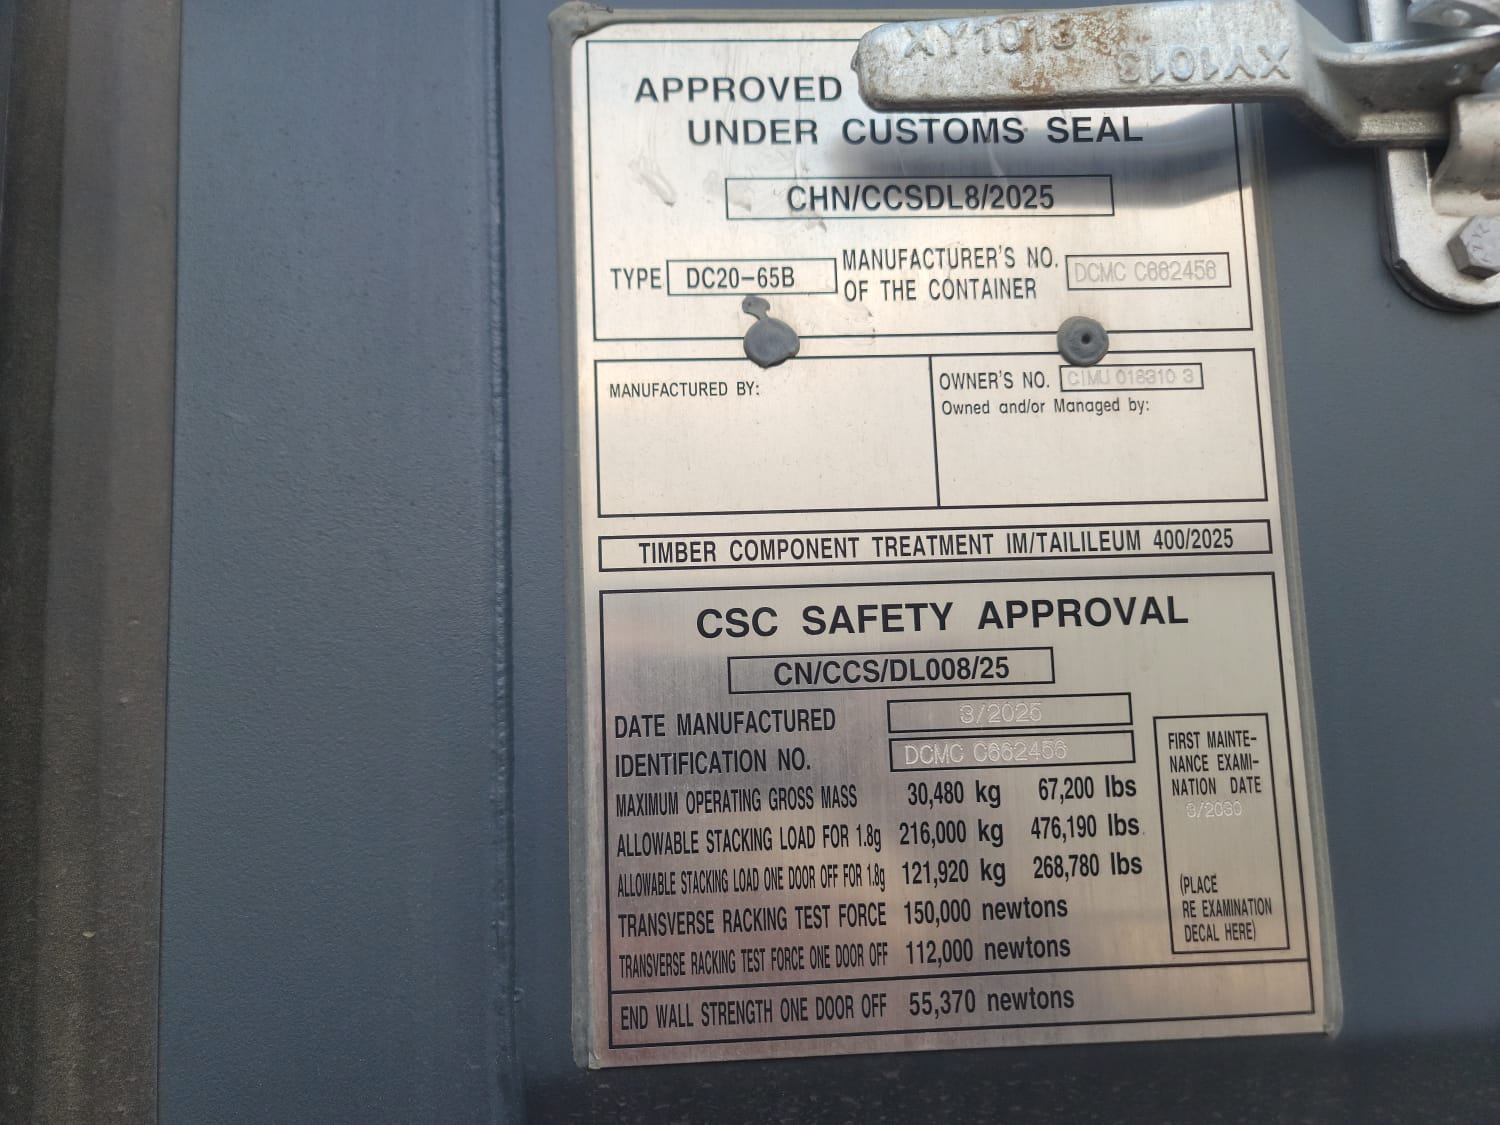 XY1013
XY1013
APPROVED
UNDER CUSTOMS SEAL
CHN/CCSDL8/2025
TYPE DC20-65B
MANUFACTURER'S NO.
OF THE CONTAINER
DCMC C662456
MANUFACTURED BY:
OWNER'S NO. CIMU 018310 3
Owned and/or Managed by:
TIMBER COMPONENT TREATMENT IM/TAILILEUM 400/2025
CSC SAFETY APPROVAL
CN/CCS/DL008/25
DATE MANUFACTURED 3/2025
IDENTIFICATION NO. DCMC C662456
MAXIMUM OPERATING GROSS MASS 30,480 kg 67,200 lbs
ALLOWABLE STACKING LOAD FOR 1.8g 216,000 kg 476,190 lbs.
ALLOWABLE STACKING LOAD ONE DOOR OFF FOR 1.8g 121,920 kg 268,780 lbs
TRANSVERSE RACKING TEST FORCE 150,000 newtons
TRANSVERSE RACKING TEST FORCE ONE DOOR OFF 112,000 newtons
END WALL STRENGTH ONE DOOR OFF 55,370 newtons
FIRST MAINTE-
NANCE EXAMI-
NATION DATE
3/2030
(PLACE
RE EXAMINATION
DECAL HERE)